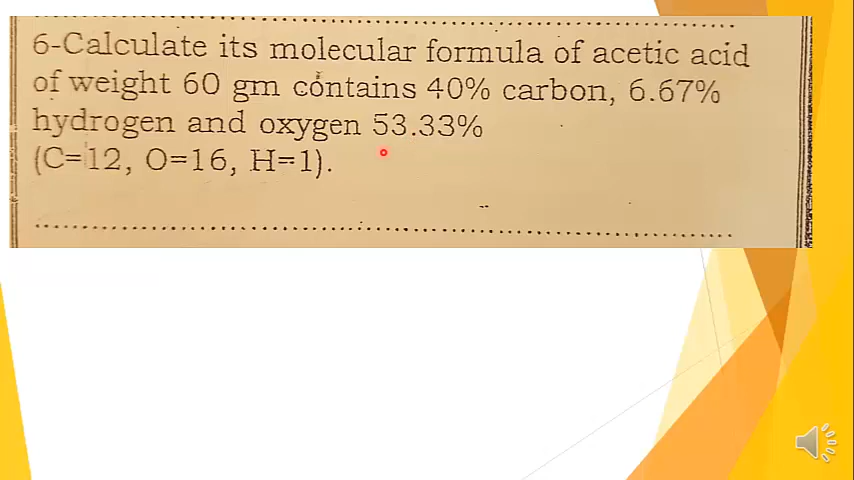 6-Calculate its molecular formula of acetic acid
of weight 60 gm contains 40% carbon, 6.67%
hydrogen and oxygen 53.33%
(C=12, O=16, H=1).